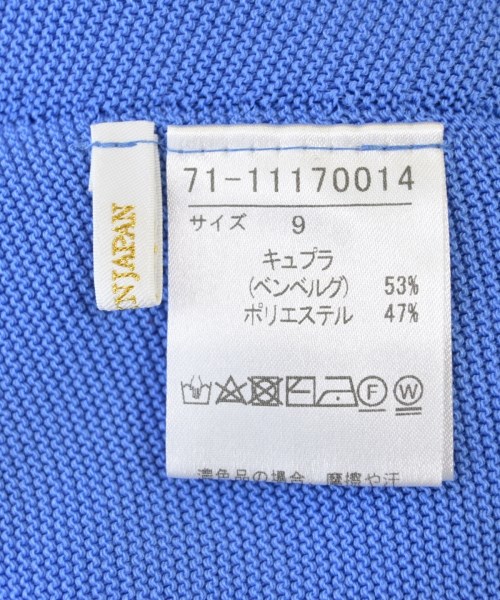 N JAPAN
71-11170014
サイズ 9
キュプラ
(ベンベルグ) 53%
ポリエステル 47%
F W
濃色品の場合、摩擦や汗